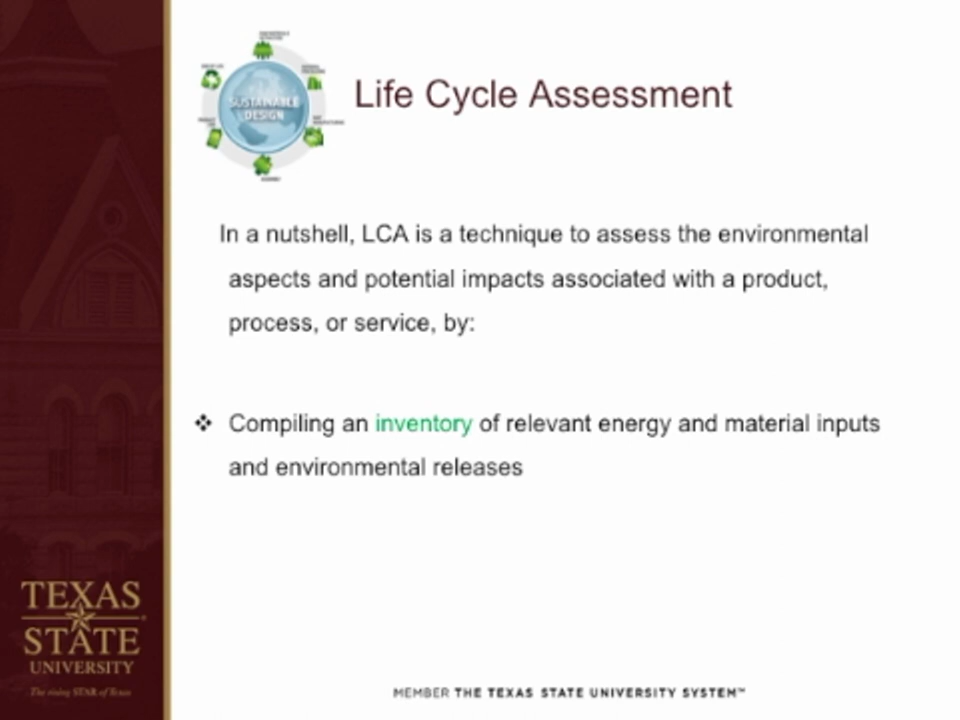 SUSTAINABLE
DESIGN
Life Cycle Assessment
In a nutshell, LCA is a technique to assess the environmental
aspects and potential impacts associated with a product,
process, or service, by:
❖ Compiling an inventory of relevant energy and material inputs
and environmental releases
TEXAS
STATE
UNIVERSITY
The rising STAR of Texas
MEMBER THE TEXAS STATE UNIVERSITY SYSTEM™